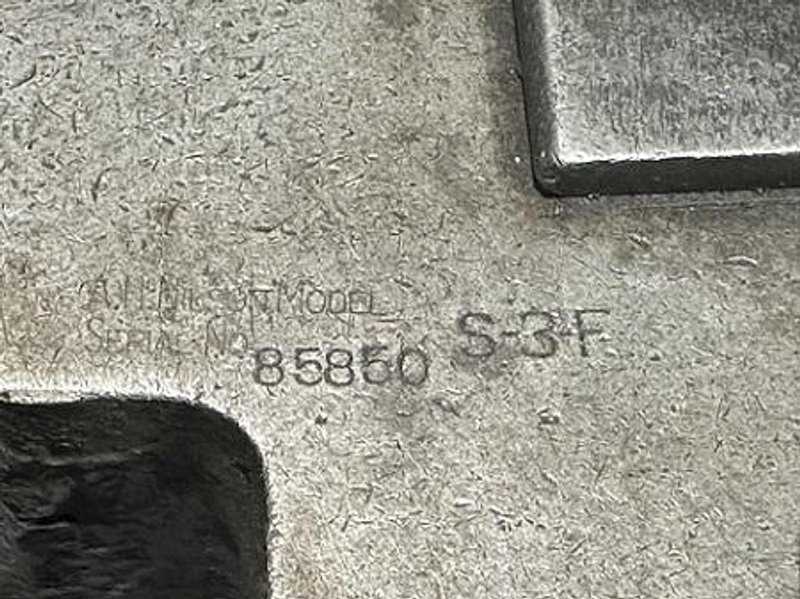 A.H. NILSON MODEL S-3-F
SERIAL NO. 85850